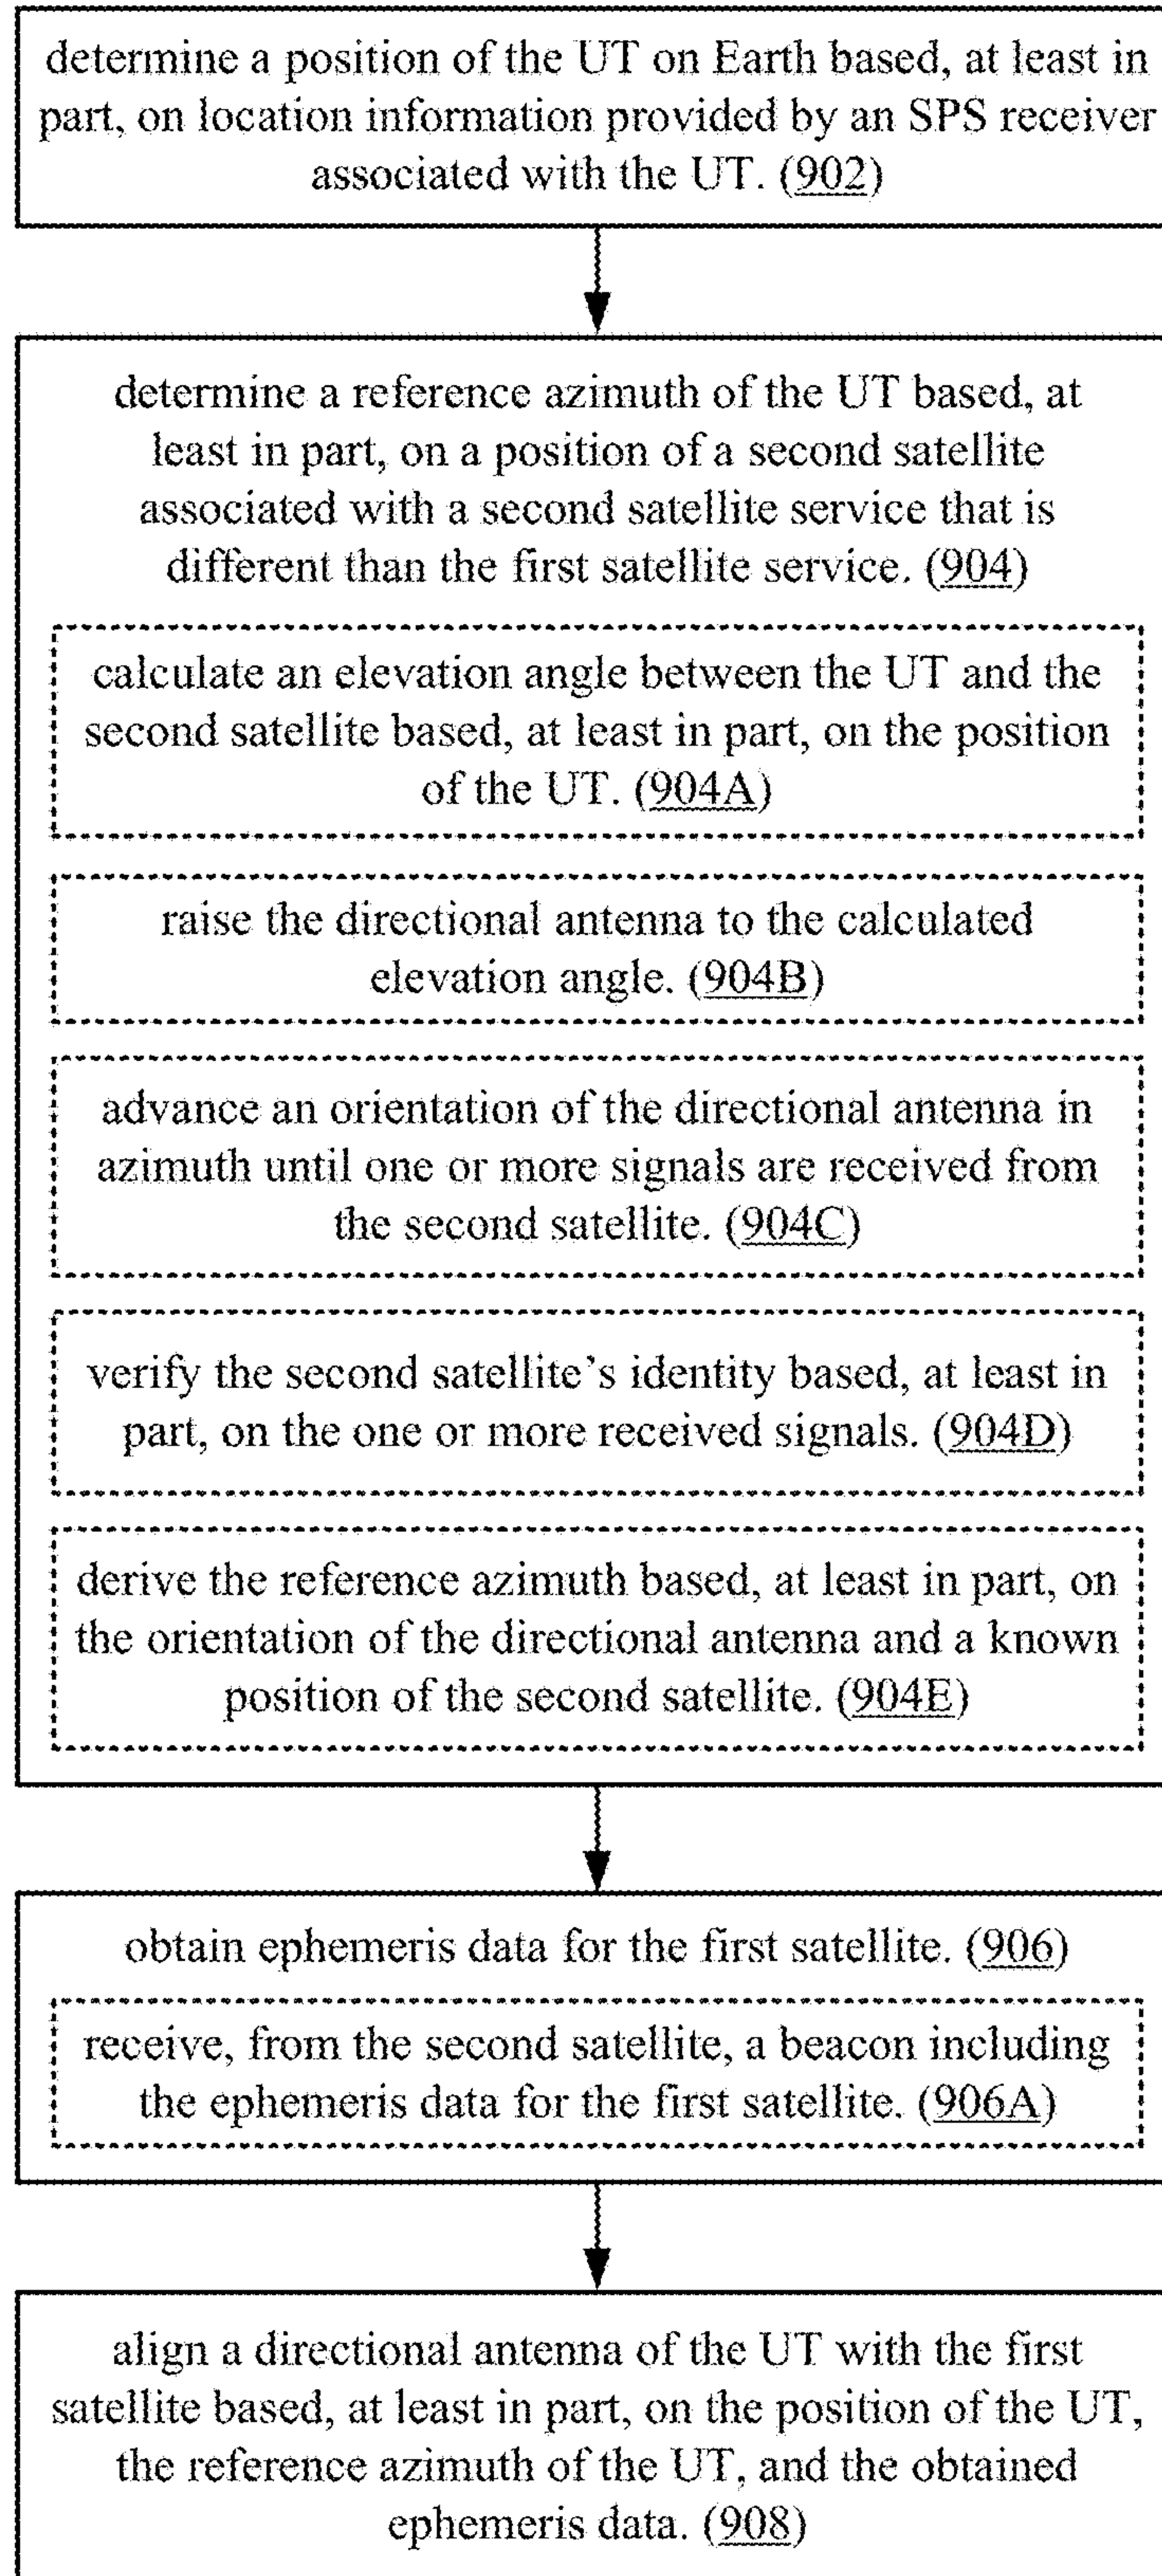 determine a position of the UT on Earth based, at least in
part, on location information provided by an SPS receiver
associated with the UT. (902)
determine a reference azimuth of the UT based, at
least in part, on a position of a second satellite
associated with a second satellite service that is
different than the first satellite service. (904)
calculate an elevation angle between the UT and the
second satellite based, at least in part, on the position
of the UT. (904A)
raise the directional antenna to the calculated
elevation angle. (904B)
advance an orientation of the directional antenna in
azimuth until one or more signals are received from
the second satellite. (904C)
verify the second satellite’s identity based, at least in
part, on the one or more received signals. (904D)
derive the reference azimuth based, at least in part, on
the orientation of the directional antenna and a known
position of the second satellite. (904E)
obtain ephemeris data for the first satellite. (906)
receive, from the second satellite, a beacon including
the ephemeris data for the first satellite. (906A)
align a directional antenna of the UT with the first
satellite based, at least in part, on the position of the UT,
the reference azimuth of the UT, and the obtained
ephemeris data. (908)